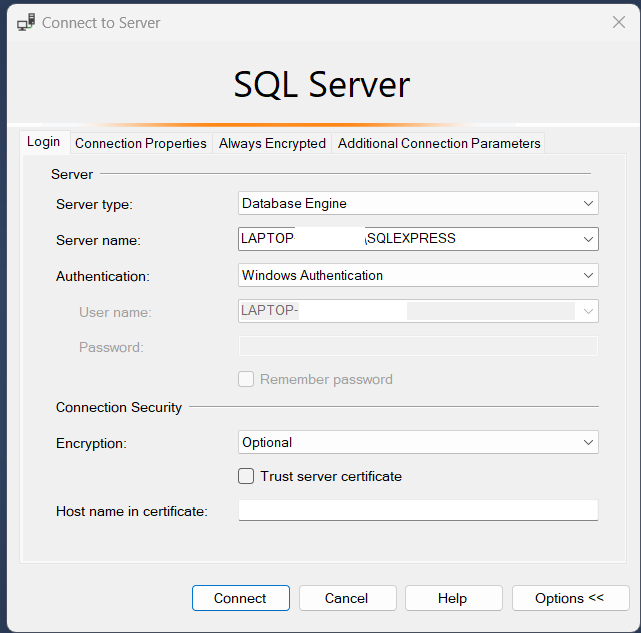 Connect to Server
SQL Server
Login Connection Properties Always Encrypted Additional Connection Parameters
Server
Server type: Database Engine
Server name: LAPTOP- \SQLEXPRESS
Authentication: Windows Authentication
User name: LAPTOP-
Password:
Remember password
Connection Security
Encryption: Optional
Trust server certificate
Host name in certificate:
Connect Cancel Help Options <<